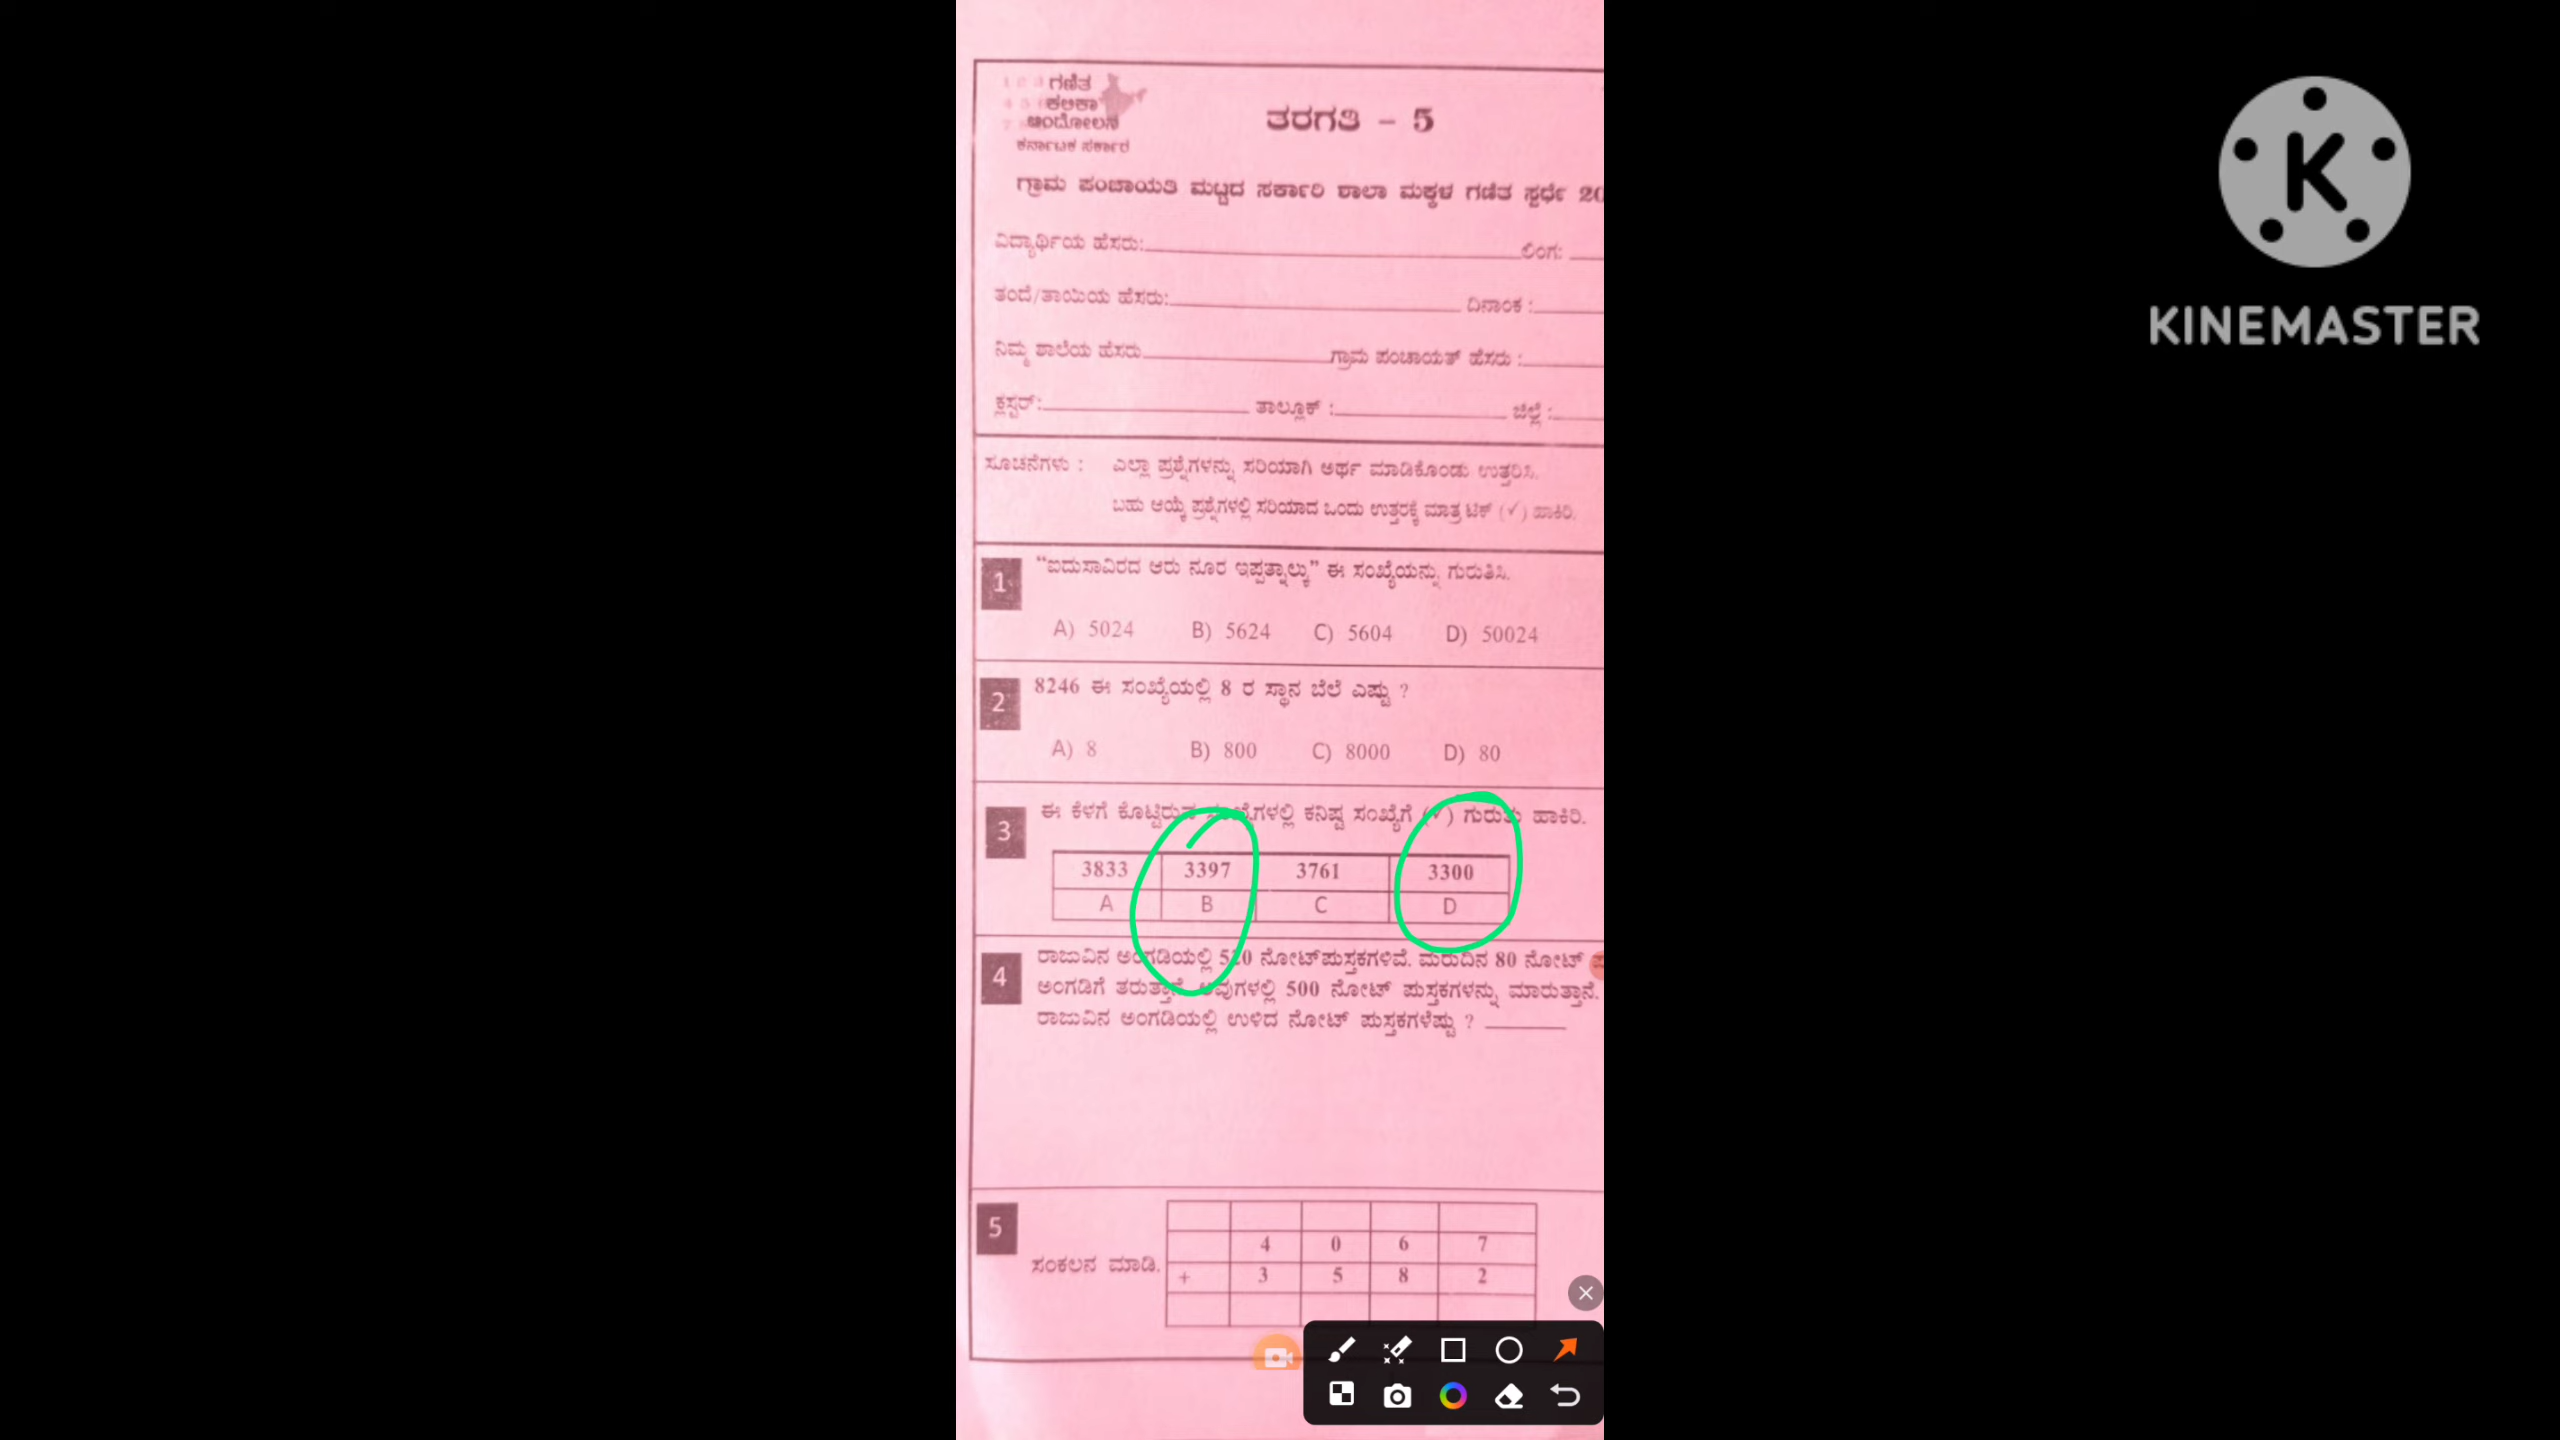 ಗಣಿತ
ಕಲಿಕಾ
ಆಂದೋಲನ
ಕರ್ನಾಟಕ ಸರ್ಕಾರ
ತರಗತಿ - 5
ಗ್ರಾಮ ಪಂಚಾಯತಿ ಮಟ್ಟದ ಸರ್ಕಾರಿ ಶಾಲಾ ಮಕ್ಕಳ ಗಣಿತ ಸ್ಪರ್ಧೆ 20
ವಿದ್ಯಾರ್ಥಿಯ ಹೆಸರು: ಲಿಂಗ:
ತಂದೆ/ತಾಯಿಯ ಹೆಸರು: ದಿನಾಂಕ :
ನಿಮ್ಮ ಶಾಲೆಯ ಹೆಸರು ಗ್ರಾಮ ಪಂಚಾಯತ್ ಹೆಸರು :
ಕ್ಲಸ್ಟರ್: ತಾಲ್ಲೂಕ್ : ಜಿಲ್ಲೆ :
ಸೂಚನೆಗಳು : ಎಲ್ಲಾ ಪ್ರಶ್ನೆಗಳನ್ನು ಸರಿಯಾಗಿ ಅರ್ಥ ಮಾಡಿಕೊಂಡು ಉತ್ತರಿಸಿ.
ಬಹು ಆಯ್ಕೆ ಪ್ರಶ್ನೆಗಳಲ್ಲಿ ಸರಿಯಾದ ಒಂದು ಉತ್ತರಕ್ಕೆ ಮಾತ್ರ ಟಿಕ್ (✓) ಹಾಕಿರಿ.
1 "ಐದುಸಾವಿರದ ಆರು ನೂರ ಇಪ್ಪತ್ನಾಲ್ಕು" ಈ ಸಂಖ್ಯೆಯನ್ನು ಗುರುತಿಸಿ.
A) 5024 B) 5624 C) 5604 D) 50024
2 8246 ಈ ಸಂಖ್ಯೆಯಲ್ಲಿ 8 ರ ಸ್ಥಾನ ಬೆಲೆ ಎಷ್ಟು ?
A) 8 B) 800 C) 8000 D) 80
3 ಈ ಕೆಳಗೆ ಕೊಟ್ಟಿರುವ ಸಂಖ್ಯೆಗಳಲ್ಲಿ ಕನಿಷ್ಟ ಸಂಖ್ಯೆಗೆ (✓) ಗುರುತು ಹಾಕಿರಿ.
3833 3397 3761 3300
A B C D
4 ರಾಜುವಿನ ಅಂಗಡಿಯಲ್ಲಿ ನೋಟ್‌ಪುಸ್ತಕಗಳಿವೆ. ಮರುದಿನ 80 ನೋಟ್
ಅಂಗಡಿಗೆ ತರುತ್ತಾನೆ. ಅವುಗಳಲ್ಲಿ 500 ನೋಟ್ ಪುಸ್ತಕಗಳನ್ನು ಮಾರುತ್ತಾನೆ.
ರಾಜುವಿನ ಅಂಗಡಿಯಲ್ಲಿ ಉಳಿದ ನೋಟ್ ಪುಸ್ತಕಗಳೆಷ್ಟು ?
5 ಸಂಕಲನ ಮಾಡಿ.
4 0 6 7
+ 3 5 8 2
K
KINEMASTER